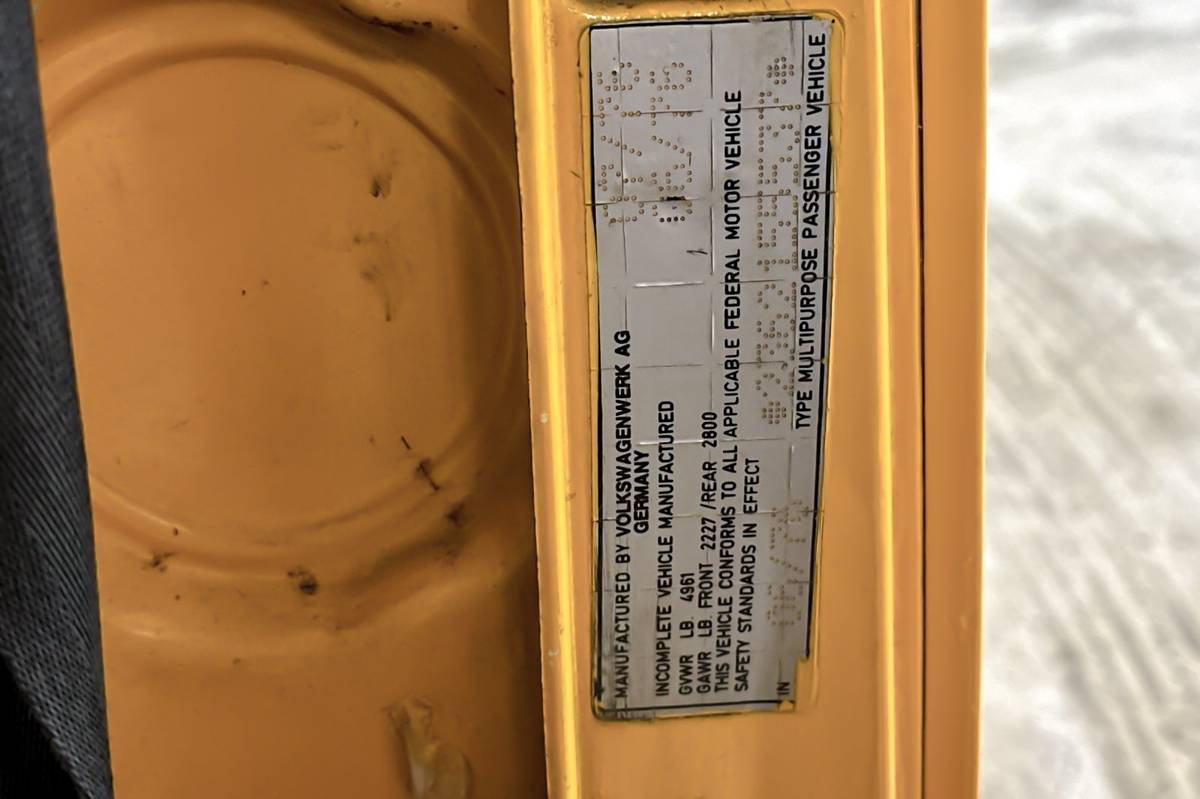 MANUFACTURED BY VOLKSWAGENWERK AG
GERMANY
INCOMPLETE VEHICLE MANUFACTURED
GVWR LB. 4961
GAWR LB. FRONT 2227 /REAR 2800
THIS VEHICLE CONFORMS TO ALL APPLICABLE FEDERAL MOTOR VEHICLE
SAFETY STANDARDS IN EFFECT
IN
TYPE MULTIPURPOSE PASSENGER VEHICLE